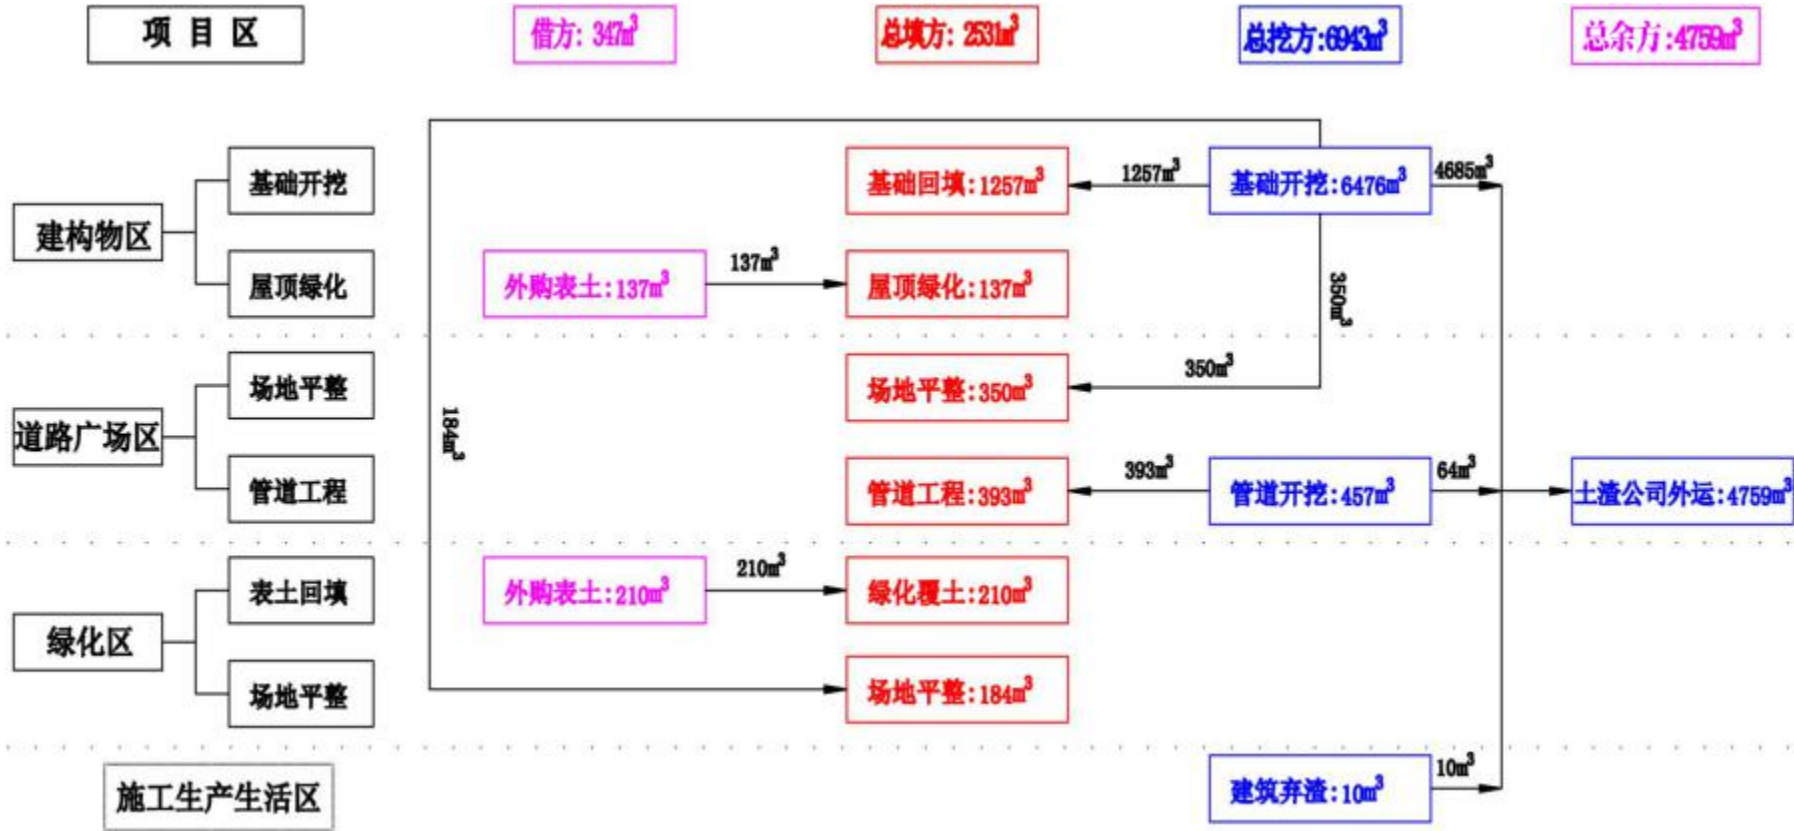 项 目 区
借方: 347m³
总填方: 2531m³
总挖方:6943m³
总余方:4759m³
建构物区
基础开挖
基础回填:1257m³
1257m³
基础开挖:6476m³
4685m³
屋顶绿化
外购表土:137m³
137m³
屋顶绿化:137m³
350m³
道路广场区
场地平整
184m³
场地平整:350m³
350m³
管道工程
管道工程:393m³
393m³
管道开挖:457m³
64m³
土渣公司外运:4759m³
绿化区
表土回填
外购表土:210m³
210m³
绿化覆土:210m³
场地平整
场地平整:184m³
施工生产生活区
建筑弃渣:10m³
10m³